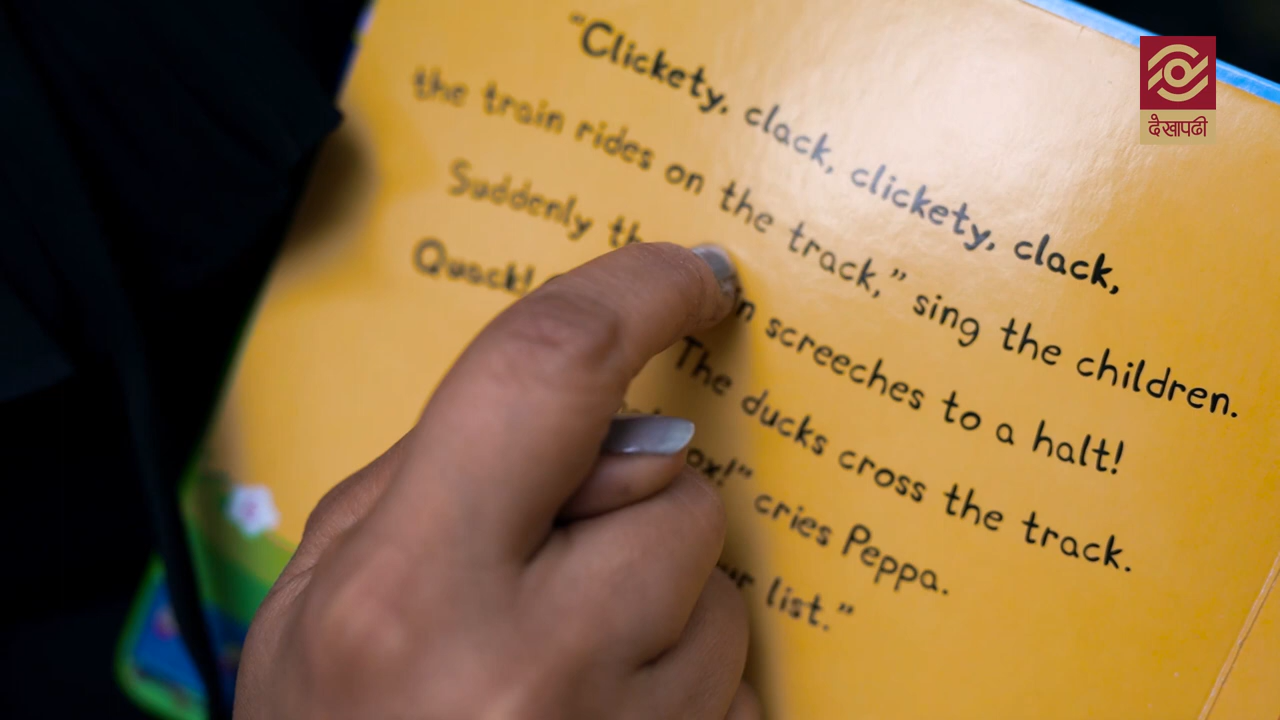 "Clickety, clack, clickety, clack,
the train rides on the track," sing the children.
Suddenly screeches to a halt!
Quack! The ducks cross the track.
cries Peppa.
list."
देखापढी